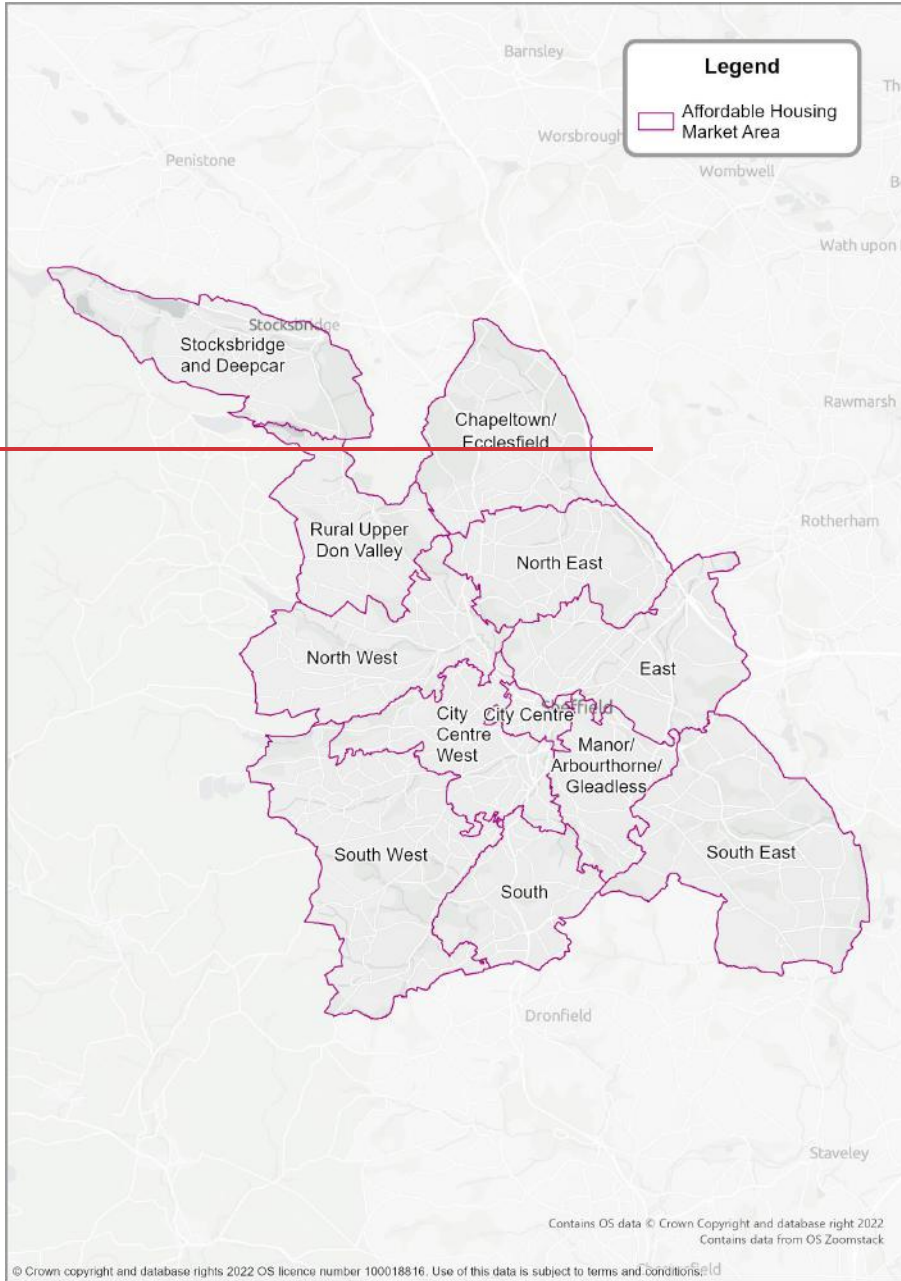 Barnsley
Legend
Affordable Housing
Market Area
Worsbrough
Penistone
Wombwell
Wath upon
Stocksbridge
Stocksbridge
and Deepcar
Rawmarsh
Chapeltown/
Ecclesfield
Rotherham
Rural Upper
Don Valley
North East
North West
East
Sheffield
City Centre
City
Centre
West
Manor/
Arbourthorne/
Gleadless
South West
South East
South
Dronfield
Staveley
Contains OS data © Crown Copyright and database right 2022
Contains data from OS Zoomstack
© Crown copyright and database rights 2022 OS licence number 100018816. Use of this data is subject to terms and conditions.